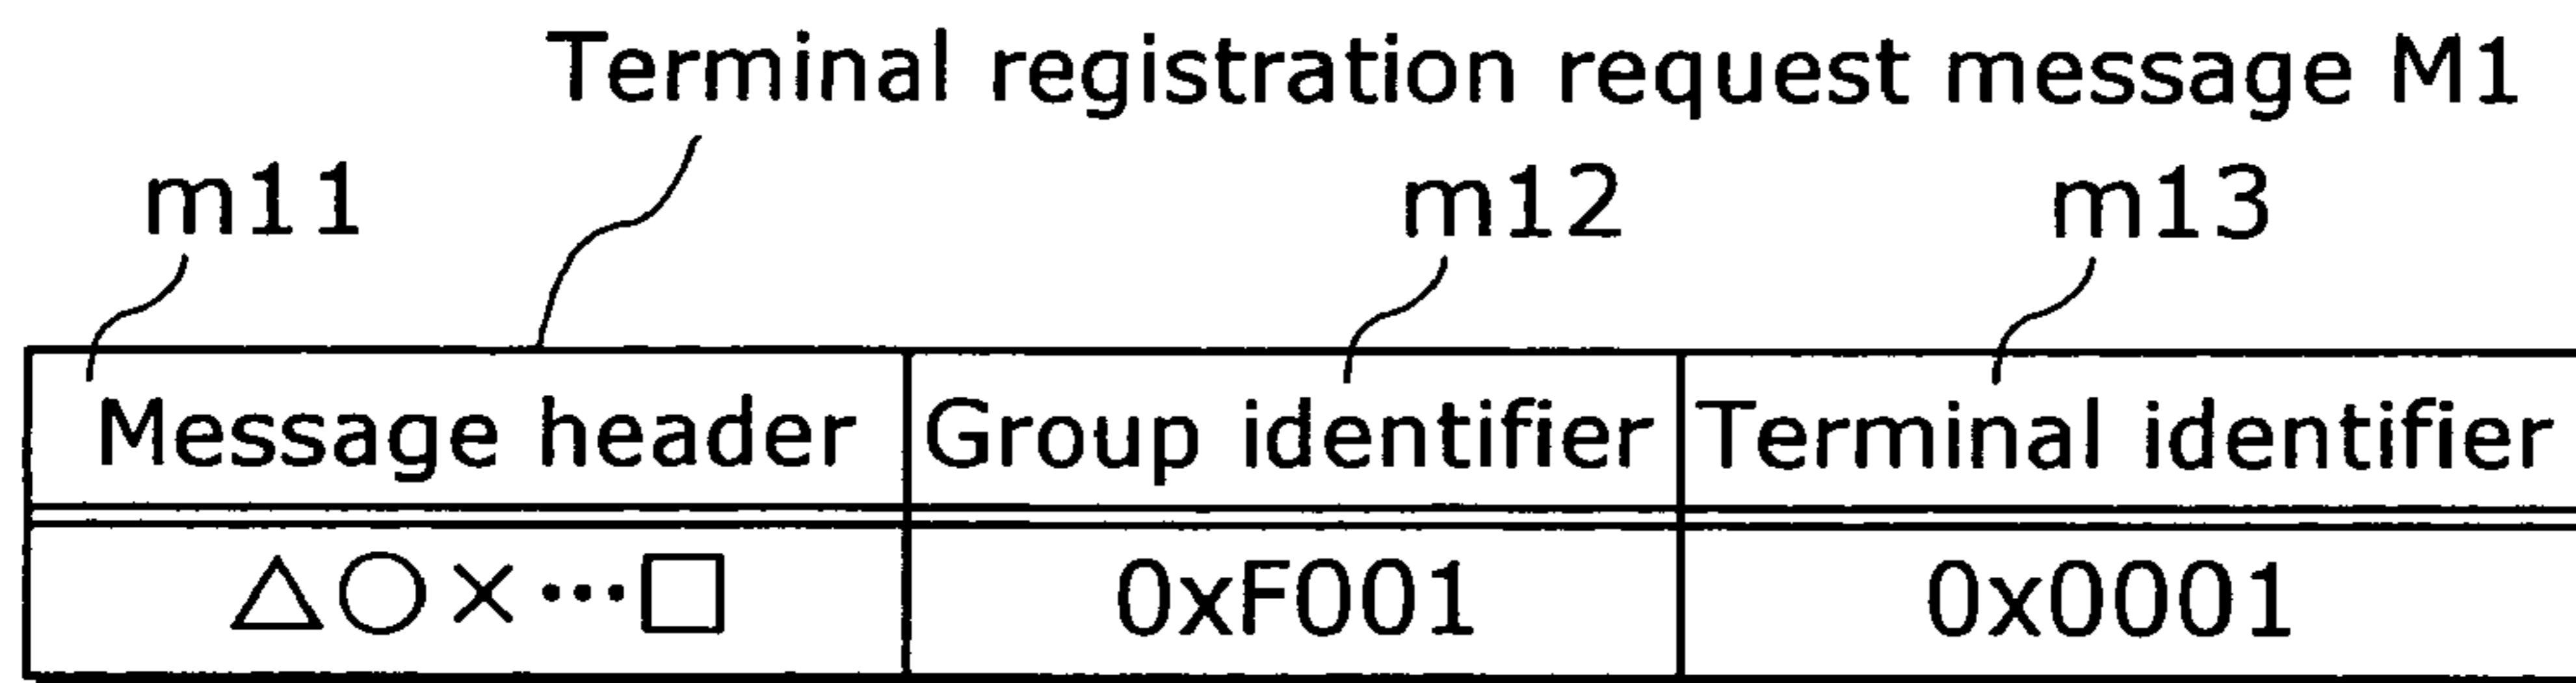 Terminal registration request message M1
m11 m12 m13
Message header Group identifier Terminal identifier
△○×…□ 0xF001 0x0001